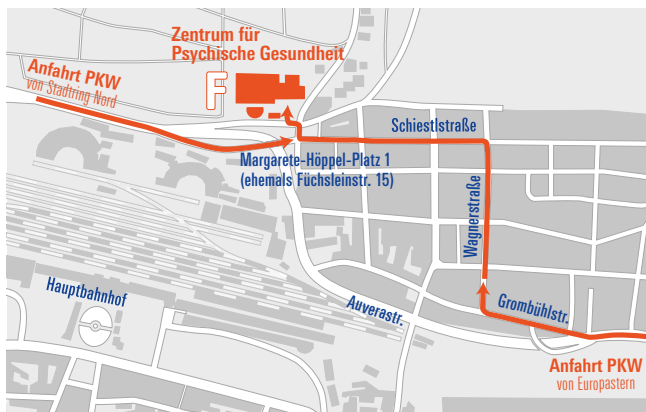 Zentrum für
Psychische Gesundheit
F
Anfahrt PKW
von Stadtring Nord
Schiestlstraße
Margarete-Höppel-Platz 1
(ehemals Füchsleinstr. 15)
Wagnerstraße
Hauptbahnhof
Auverastr.
Grombühlstr.
Anfahrt PKW
von Europastern